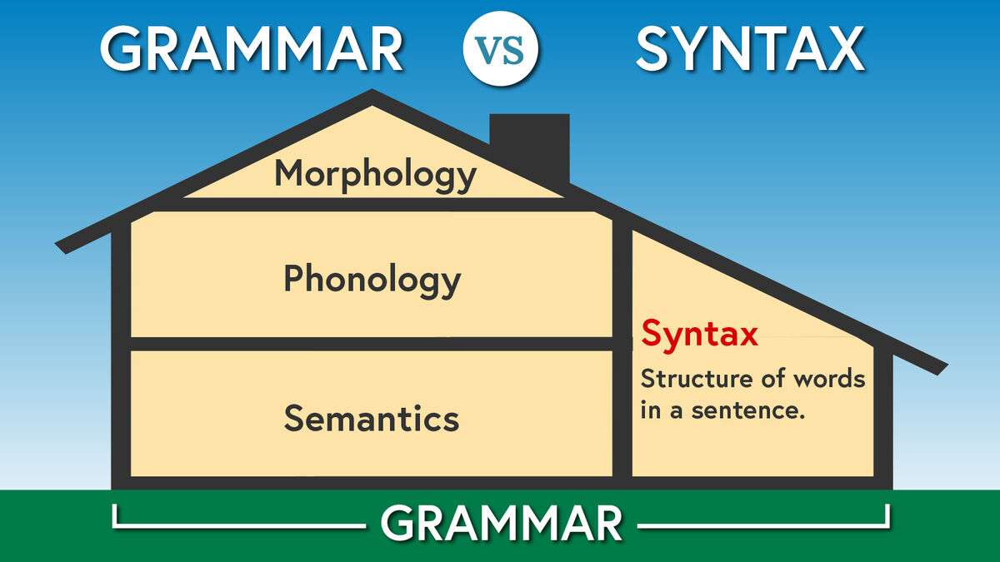 GRAMMAR VS SYNTAX
Morphology
Phonology
Semantics
Syntax
Structure of words
in a sentence.
GRAMMAR